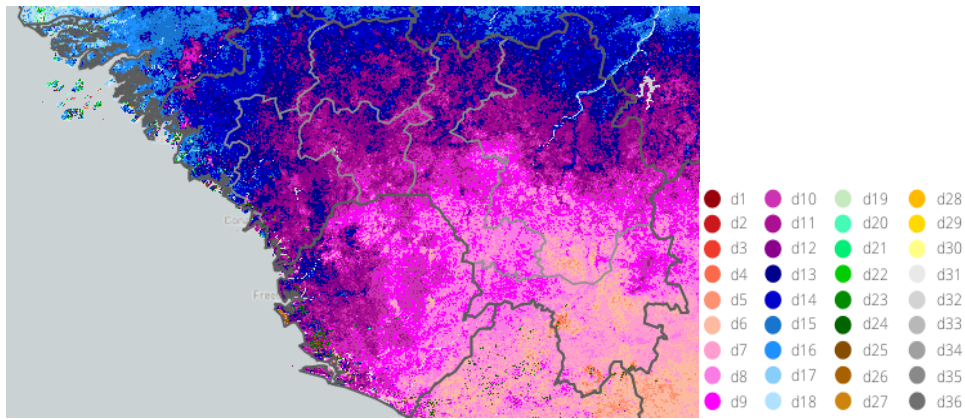 d1 d10 d19 d28
d2 d11 d20 d29
d3 d12 d21 d30
d4 d13 d22 d31
d5 d14 d23 d32
d6 d15 d24 d33
d7 d16 d25 d34
d8 d17 d26 d35
d9 d18 d27 d36